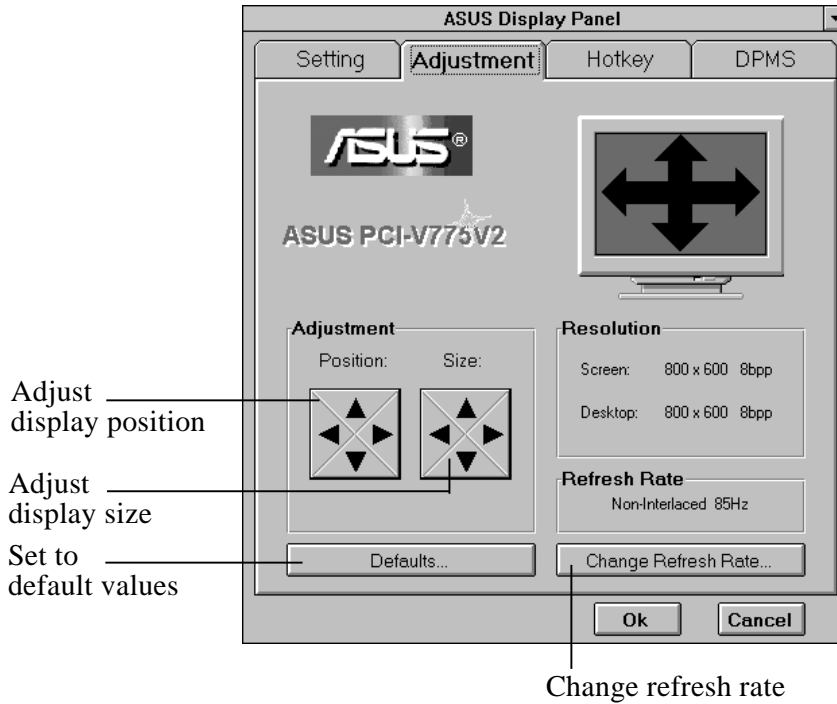 ASUS Display Panel
Setting Adjustment Hotkey DPMS
ASUS®
ASUS PCI-V775V2
Adjustment
Position: Size:
Resolution
Screen: 800 x 600 8bpp
Desktop: 800 x 600 8bpp
Refresh Rate
Non-Interlaced 85Hz
Defaults...
Change Refresh Rate...
Ok Cancel
Adjust
display position
Adjust
display size
Set to
default values
Change refresh rate